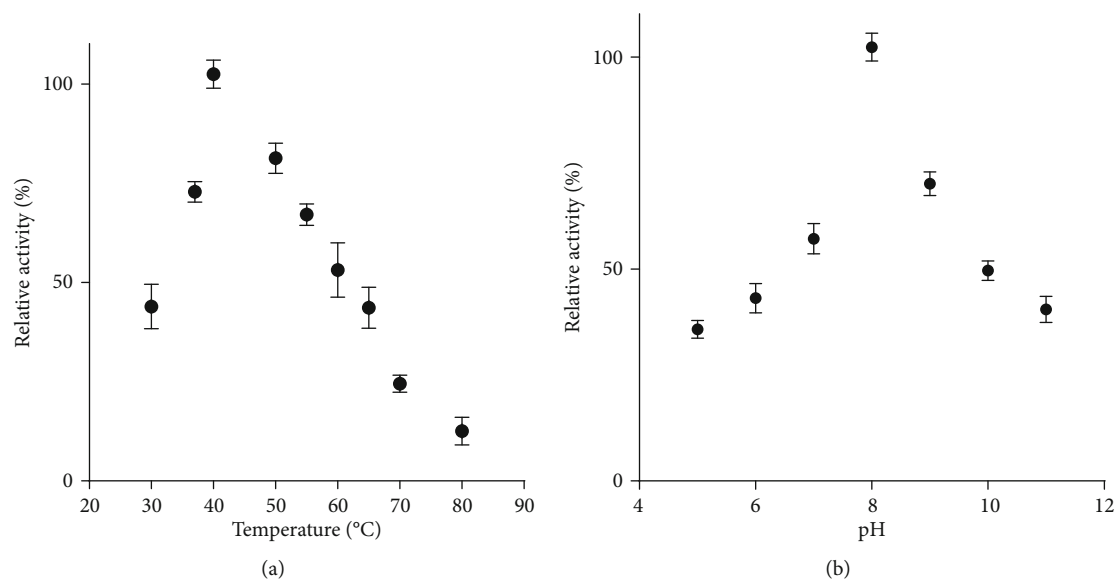 Relative activity (%)
100
50
0
20 30 40 50 60 70 80 90
Temperature (°C)
(a)
Relative activity (%)
100
50
0
4 6 8 10 12
pH
(b)